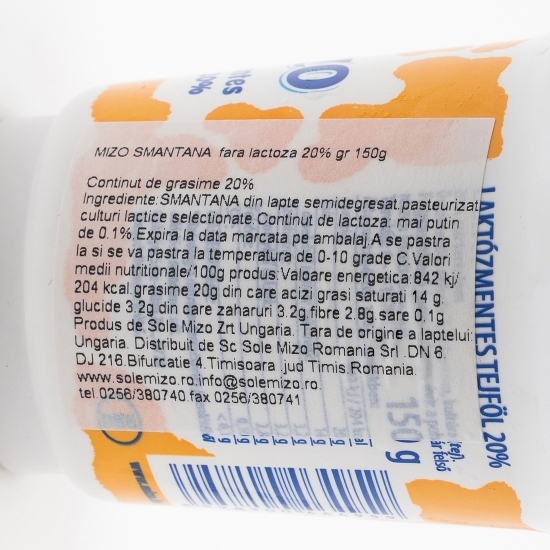 MIZO SMANTANA fara lactoza 20% gr 150g
Continut de grasime 20%
Ingrediente:SMANTANA din lapte semidegresat.pasteurizat
culturi lactice selectionate.Continut de lactoza: mai putin
de 0.1%.Expira la data marcata pe ambalaj.A se pastra
la si se va pastra la temperatura de 0-10 grade C.Valori
medii nutritionale/100g produs:Valoare energetica:842 kj/
204 kcal.grasime 20g din care acizi grasi saturati 14 g.
glucide 3.2g din care zaharuri 3.2g.fibre 2.8g.sare 0.1g
Produs de Sole Mizo Zrt Ungaria. Tara de origine a laptelui:
Ungaria. Distribuit de Sc Sole Mizo Romania Srl .DN 6.
DJ 216.Bifurcatie 4.Timisoara .jud Timis.Romania.
www.solemizo.ro.info@solemizo.ro.
tel.0256/380740.fax 0256/380741
LAKTÓZMENTES TEJFÖL 20%
150 g